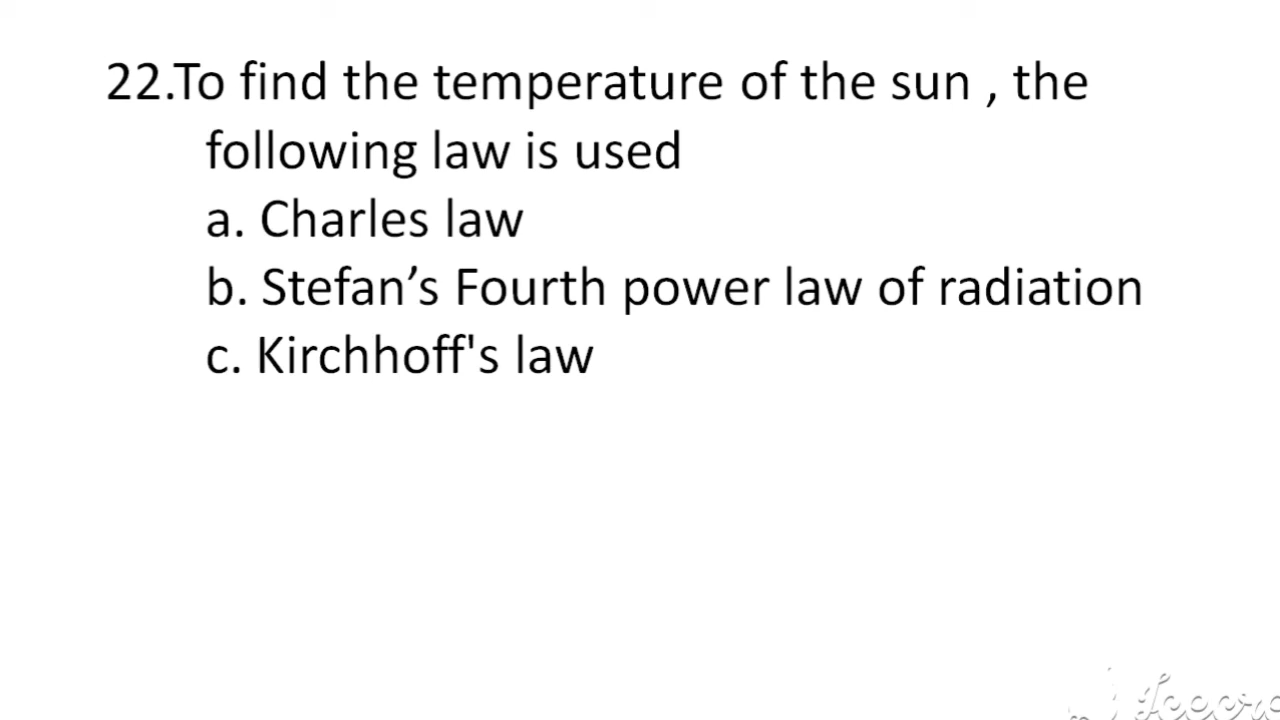 22.To find the temperature of the sun , the
following law is used
a. Charles law
b. Stefan’s Fourth power law of radiation
c. Kirchhoff's law